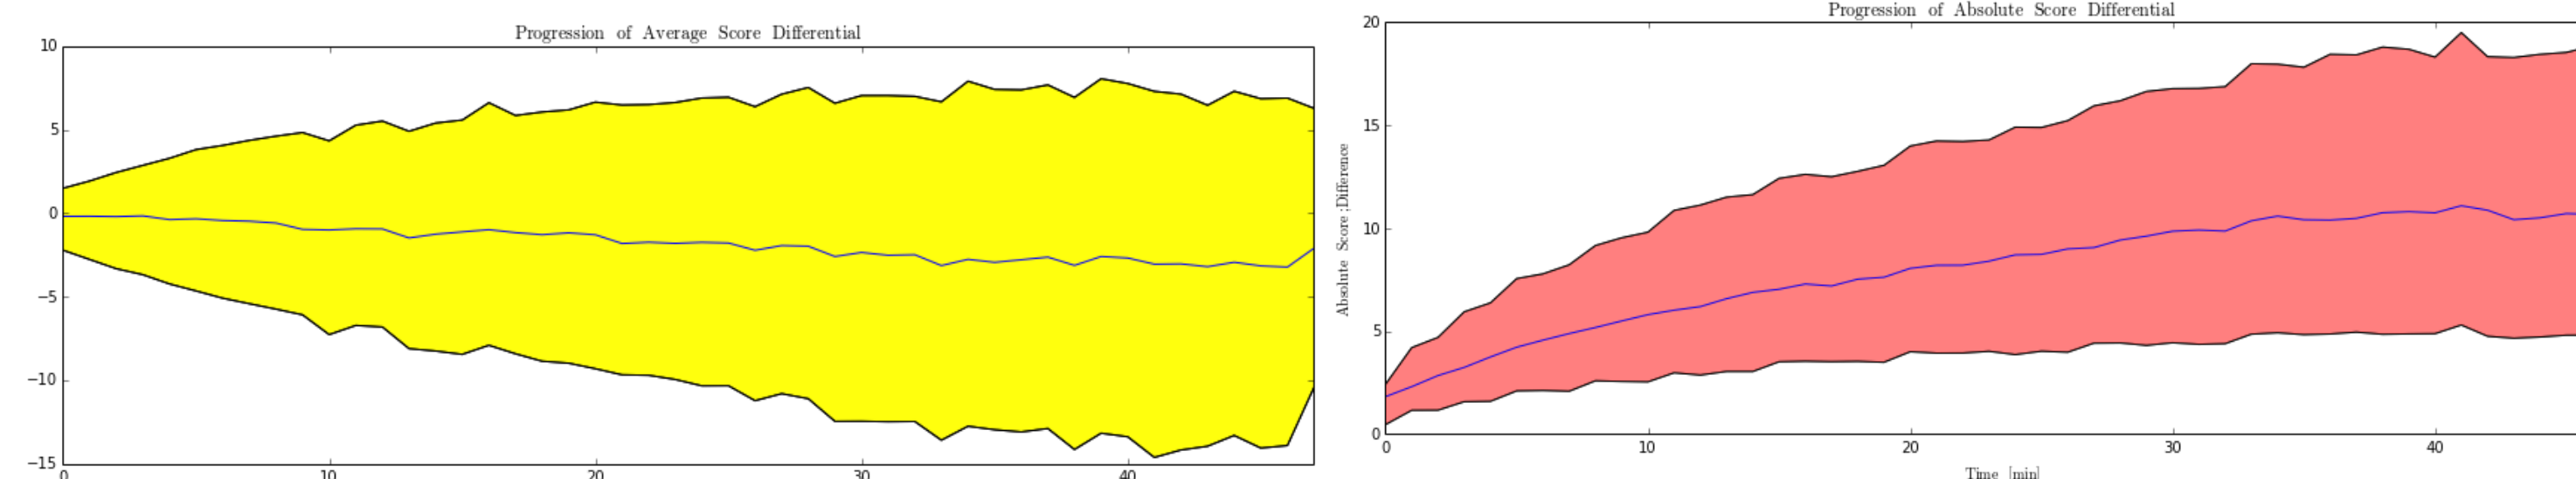 Progression of Average Score Differential
10
5
0
−5
−10
−15
0 10 20 30 40
Progression of Absolute Score Differential
20
15
10
5
0
Absolute Score ;Difference
0 10 20 30 40
Time [min]